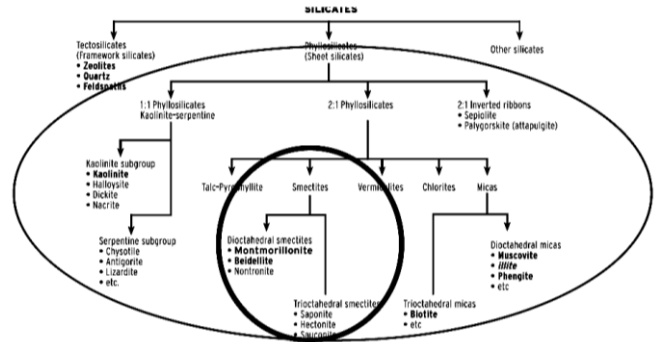 SILICATES
Tectosilicates
(Framework silicates)
• Zeolites
• Quartz
• Feldspaths
Phyllosilicates
(Sheet silicates)
Other silicates
1:1 Phyllosilicates
Kaolinite-serpentine
2:1 Phyllosilicates
2:1 Inverted ribbons
• Sepiolite
• Palygorskite (attapulgite)
Kaolinite subgroup
• Kaolinite
• Halloysite
• Dickite
• Nacrite
Talc-Pyrophyllite
Smectites
Vermiculites
Chlorites
Micas
Serpentine subgroup
• Chysotile
• Antigorite
• Lizardite
• etc.
Dioctahedral smectites
• Montmorillonite
• Beidellite
• Nontronite
Dioctahedral micas
• Muscovite
• illite
• Phengite
• etc
Trioctahedral smectites
• Saponite
• Hectonite
• Sauconite
Trioctahedral micas
• Biotite
• etc